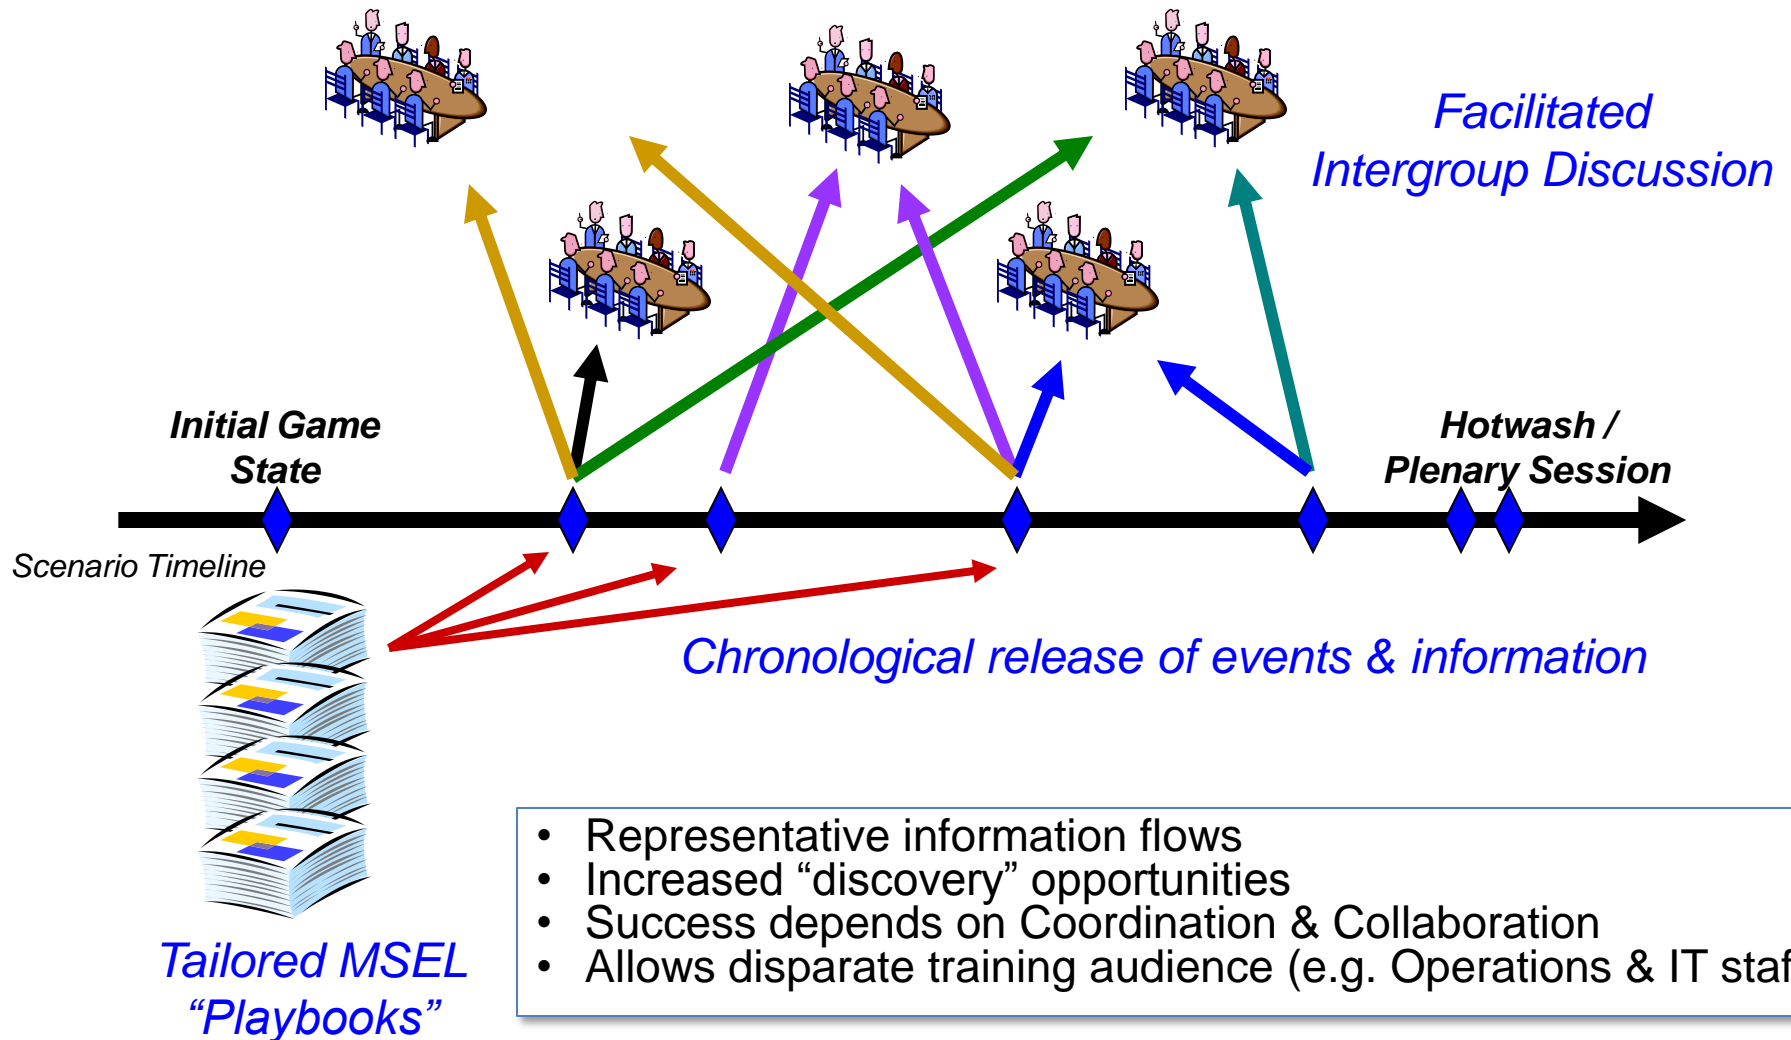 Facilitated
Intergroup Discussion
Initial Game
State
Hotwash /
Plenary Session
Scenario Timeline
Chronological release of events & information
Tailored MSEL
“Playbooks”
• Representative information flows
• Increased “discovery” opportunities
• Success depends on Coordination & Collaboration
• Allows disparate training audience (e.g. Operations & IT staf